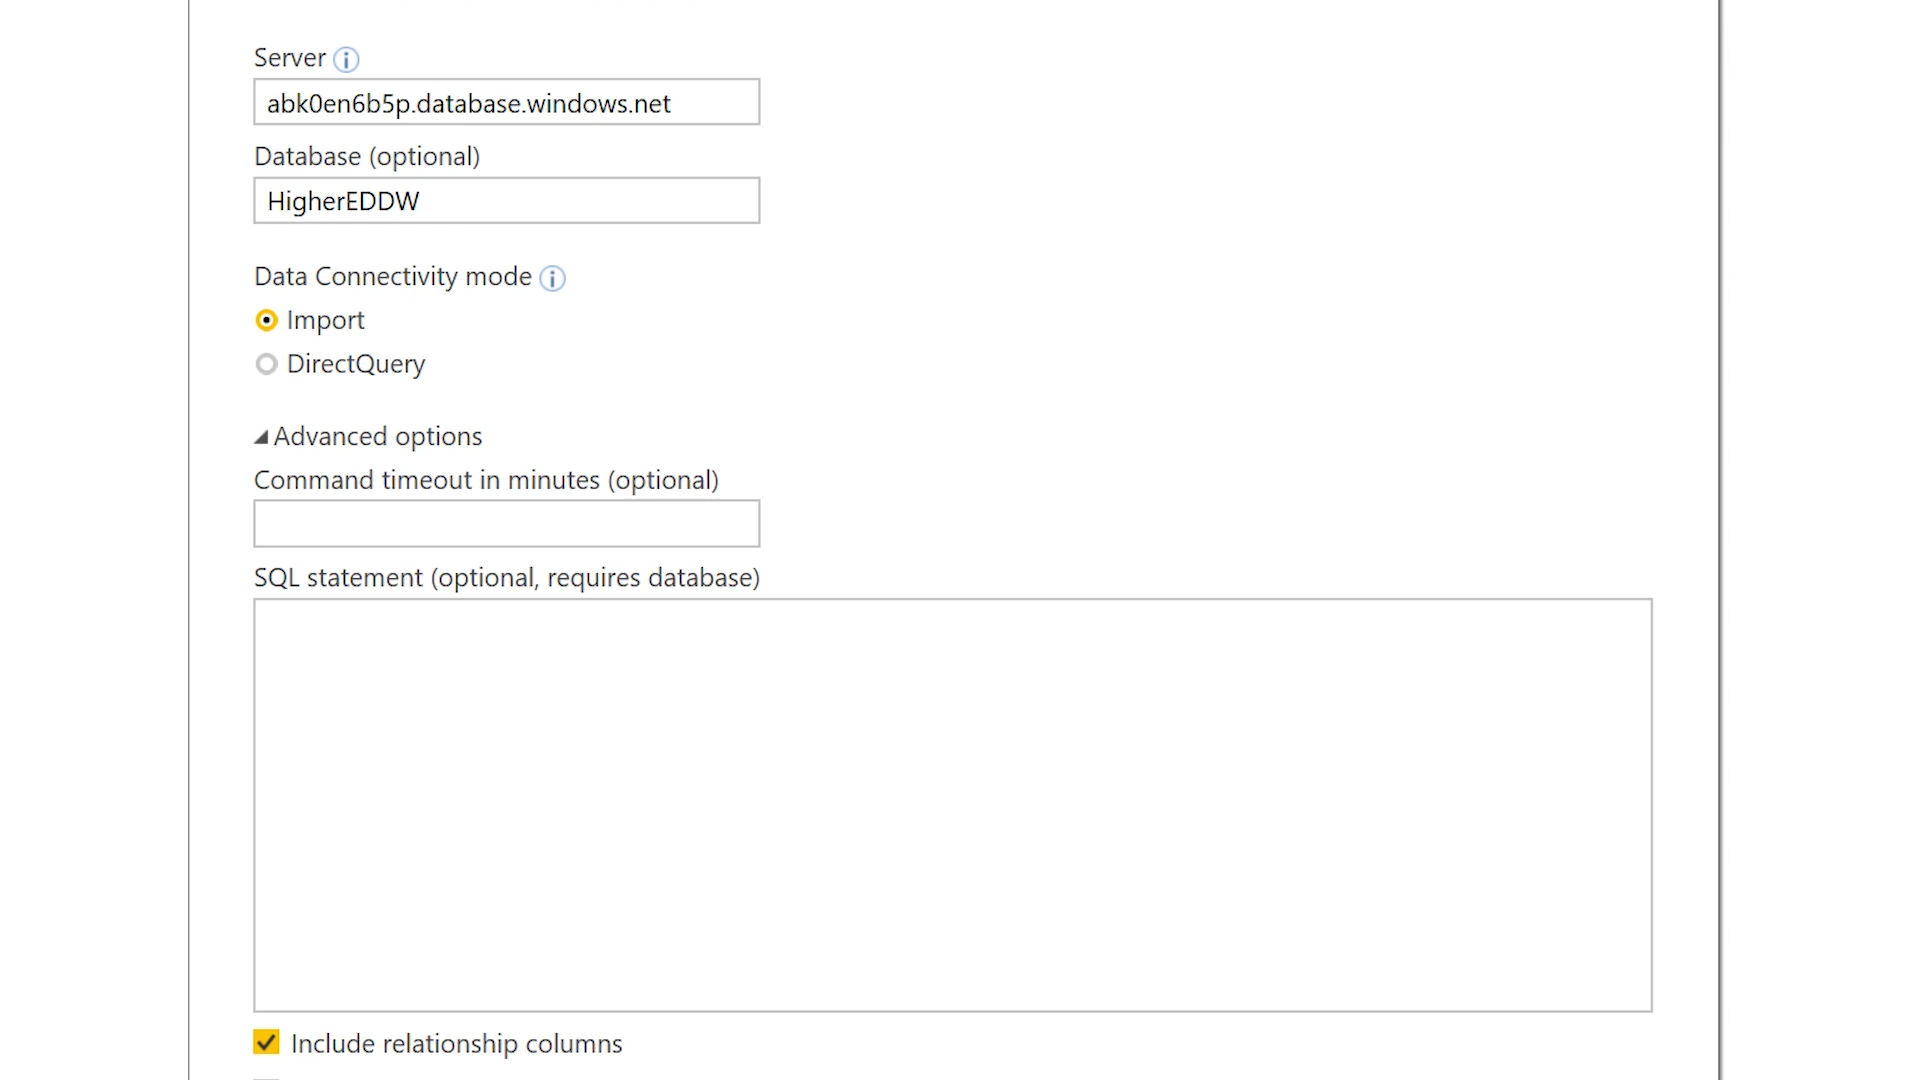 Server
abk0en6b5p.database.windows.net
Database (optional)
HigherEDDW
Data Connectivity mode
Import
DirectQuery
Advanced options
Command timeout in minutes (optional)
SQL statement (optional, requires database)
Include relationship columns